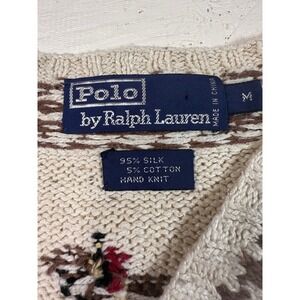 Polo
by Ralph Lauren
MADE IN CHINA
M
95% SILK
5% COTTON
HAND KNIT